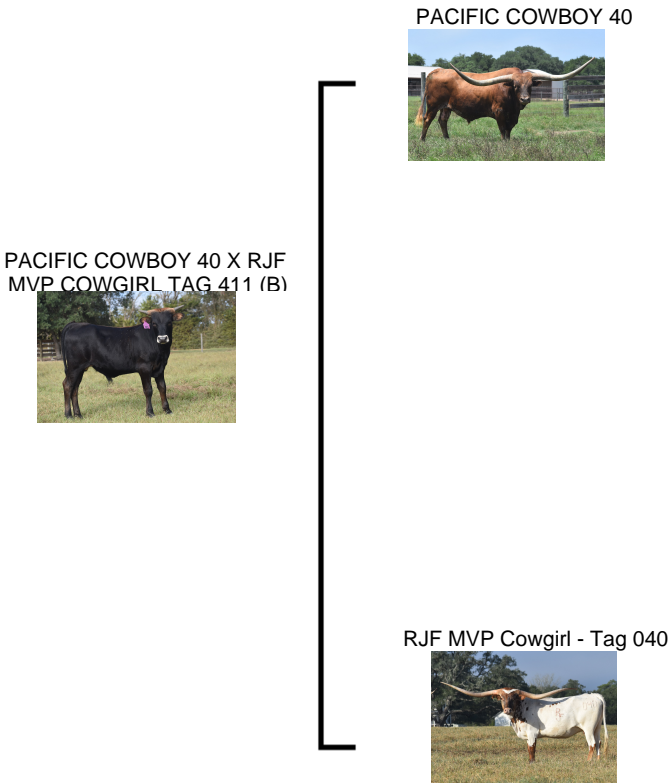 PACIFIC COWBOY 40
PACIFIC COWBOY 40 X RJF
MVP COWGIRL TAG 411 (B)
RJF MVP Cowgirl - Tag 040